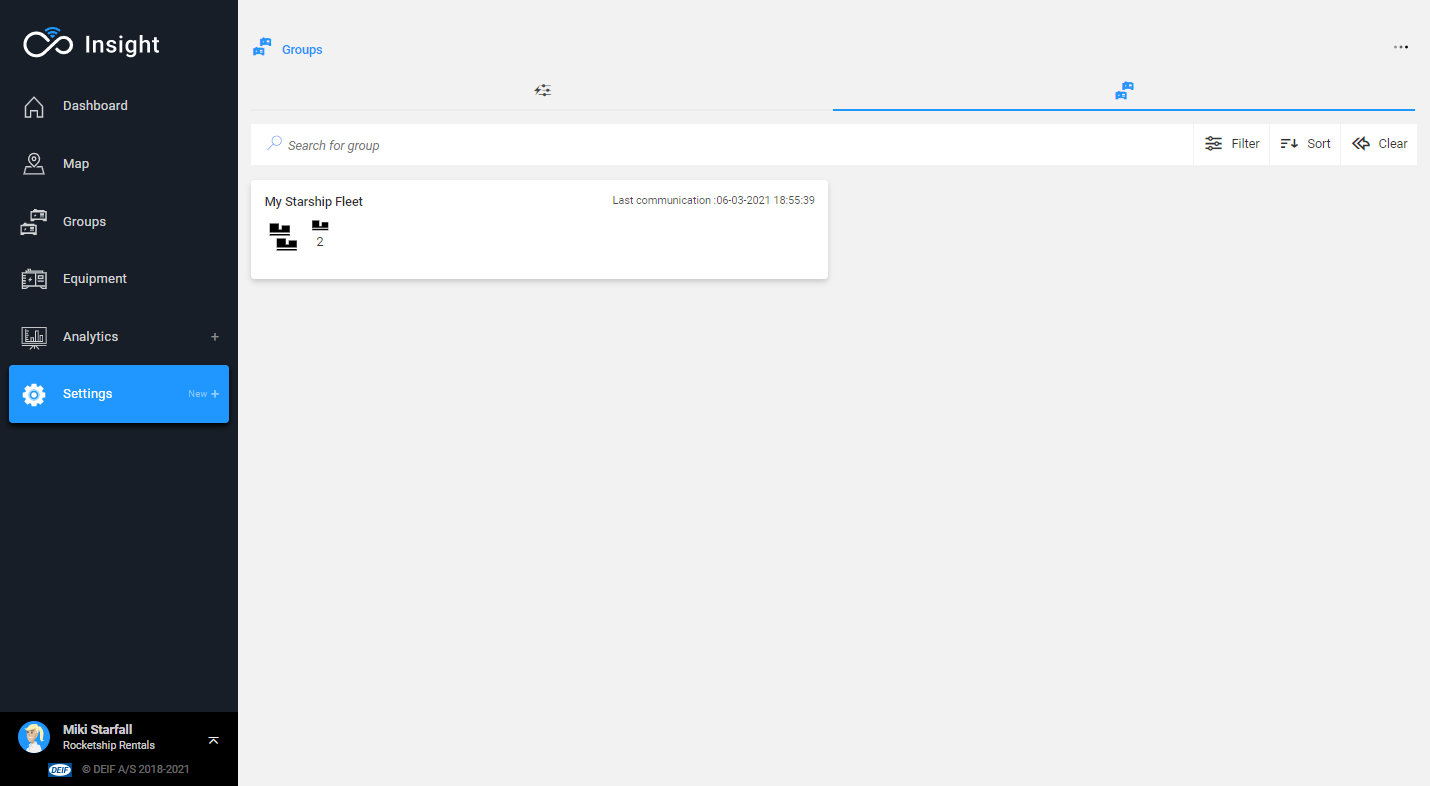 Insight
Dashboard
Map
Groups
Equipment
Analytics +
Settings New +
Miki Starfall
Rocketship Rentals
DEIF © DEIF A/S 2018-2021
Groups
Search for group Filter Sort Clear
My Starship Fleet Last communication :06-03-2021 18:55:39
2